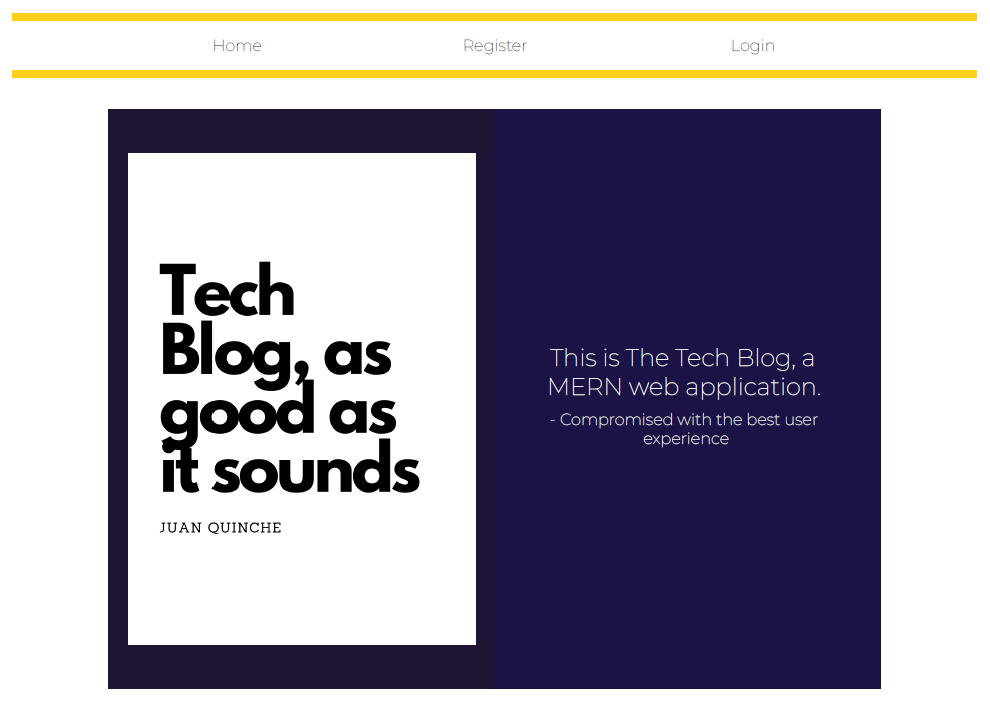 Home Register Login
Tech
Blog, as
good as
it sounds
JUAN QUINCHE
This is The Tech Blog, a
MERN web application.
- Compromised with the best user
experience